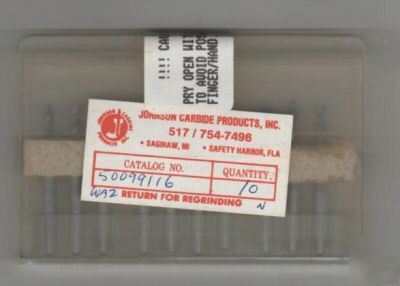 !!!! CAU
PRY OPEN WIT
TO AVOID POS
FINGER/HAND
JOHNSON CARBIDE PRODUCTS, INC.
517 / 754-7496
• SAGINAW, MI • SAFETY HARBOR, FLA
CATALOG NO. QUANTITY
50099116 10
WA2 RETURN FOR REGRINDING N